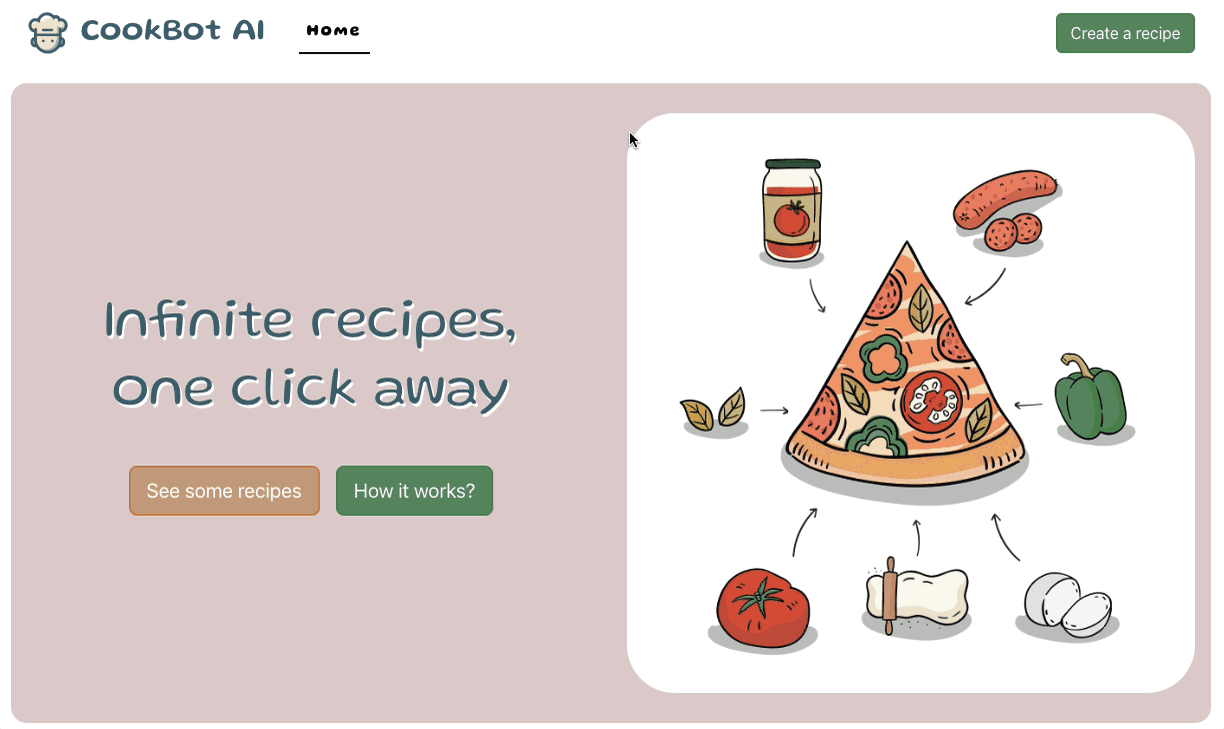 CookBot AI
Home
Create a recipe
Infinite recipes,
one click away
See some recipes
How it works?